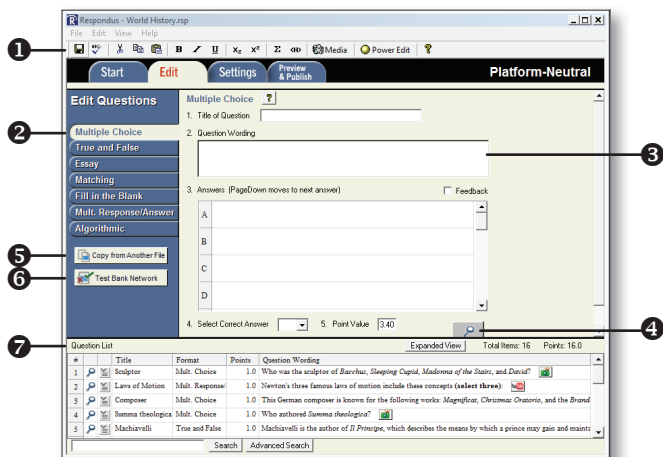 Respondus - World History.rsp
File Edit View Help
1
B I U X₂ X² Σ Media Power Edit ?
Start Edit Settings Preview & Publish Platform-Neutral
Edit Questions
Multiple Choice ?
1. Title of Question
2
Multiple Choice
2. Question Wording
True and False
3
Essay
Matching
3. Answers (PageDown moves to next answer) Feedback
Fill in the Blank
A
Mult. Response/Answer
Algorithmic
B
5
Copy from Another File
C
6
Test Bank Network
D
4. Select Correct Answer 5. Point Value 3.40
4
7
Question List Expanded View Total Items: 16 Points: 16.0
# Title Format Points Question Wording
1 Sculptor Mult. Choice 1.0 Who was the sculptor of Bacchus, Sleeping Cupid, Madonna of the Stairs, and David?
2 Laws of Motion Mult. Response/ 1.0 Newton's three famous laws of motion include these concepts (select three):
3 Composer Mult. Choice 1.0 This German composer is known for the following works: Magnificat, Christmas Oratorio, and the Brand
4 Summa theologica Mult. Choice 1.0 Who authored Summa theologica?
5 Machiavelli True and False 1.0 Machiavelli is the author of Il Principe, which describes the means by which a prince may gain and mainta
Search Advanced Search